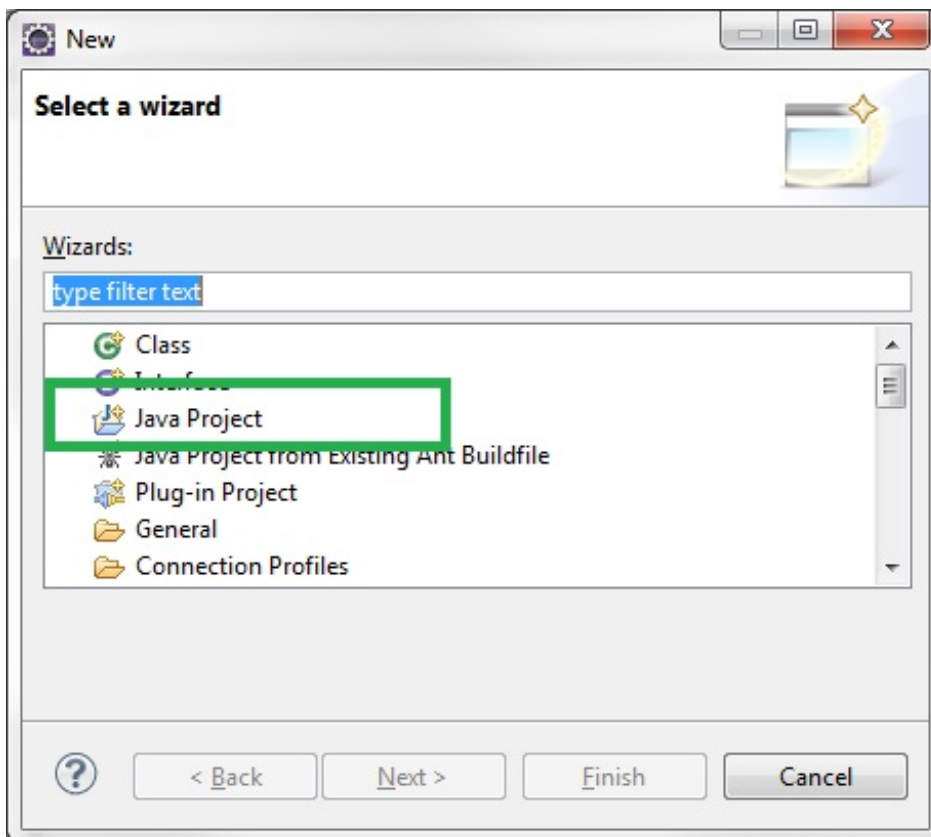 New
Select a wizard
Wizards:
type filter text
Class
Interface
Java Project
Java Project from Existing Ant Buildfile
Plug-in Project
General
Connection Profiles
< Back
Next >
Finish
Cancel